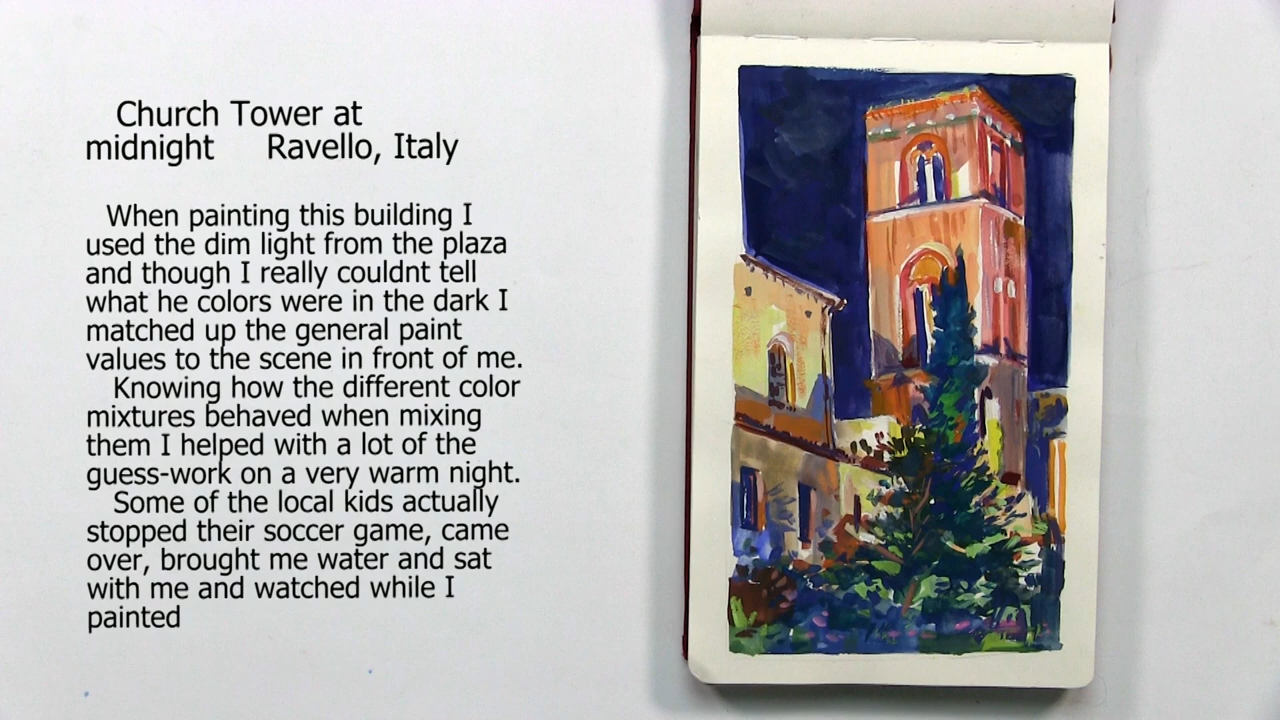 Church Tower at
midnight Ravello, Italy
When painting this building I
used the dim light from the plaza
and though I really couldnt tell
what he colors were in the dark I
matched up the general paint
values to the scene in front of me.
Knowing how the different color
mixtures behaved when mixing
them I helped with a lot of the
guess-work on a very warm night.
Some of the local kids actually
stopped their soccer game, came
over, brought me water and sat
with me and watched while I
painted